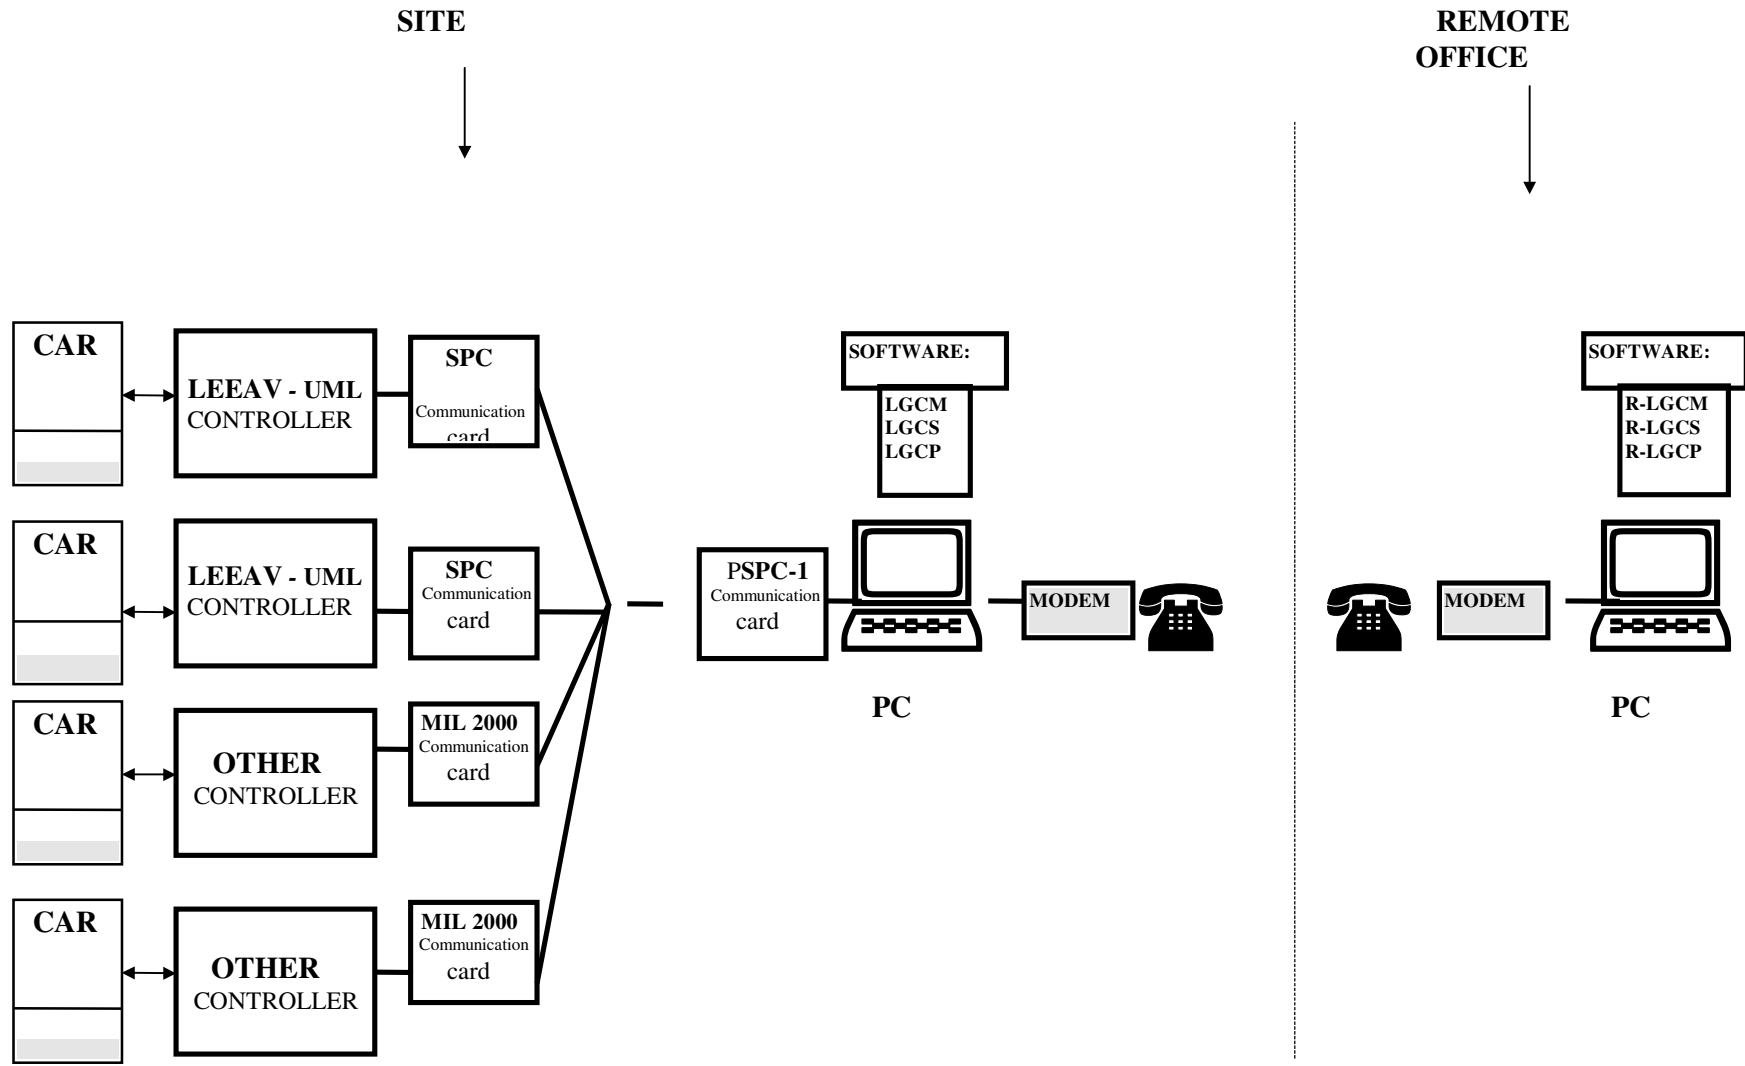 SITE
REMOTE
OFFICE
CAR
LEEAV - UML
CONTROLLER
SPC
Communication
card
SOFTWARE:
LGCM
LGCS
LGCP
SOFTWARE:
R-LGCM
R-LGCS
R-LGCP
CAR
LEEAV - UML
CONTROLLER
SPC
Communication
card
PSPC-1
Communication
card
MODEM
MODEM
PC
PC
CAR
OTHER
CONTROLLER
MIL 2000
Communication
card
CAR
OTHER
CONTROLLER
MIL 2000
Communication
card